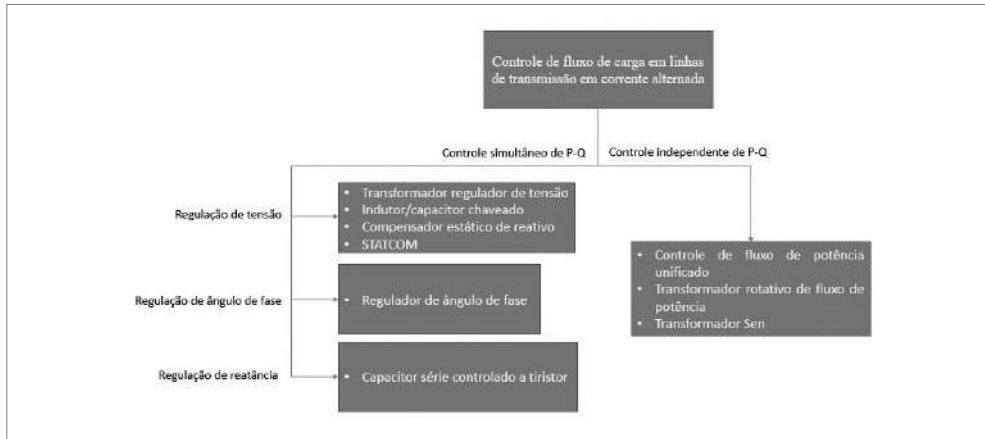 Controle de fluxo de carga em linhas
de transmissão em corrente alternada
Controle simultâneo de P-Q
Controle independente de P-Q
Regulação de tensão
• Transformador regulador de tensão
• Indutor/capacitor chaveado
• Compensador estático de reativo
• STATCOM
• Controle de fluxo de potência
unificado
• Transformador rotativo de fluxo de
potência
• Transformador Sen
Regulação de ângulo de fase
• Regulador de ângulo de fase
Regulação de reatância
• Capacitor série controlado a tiristor